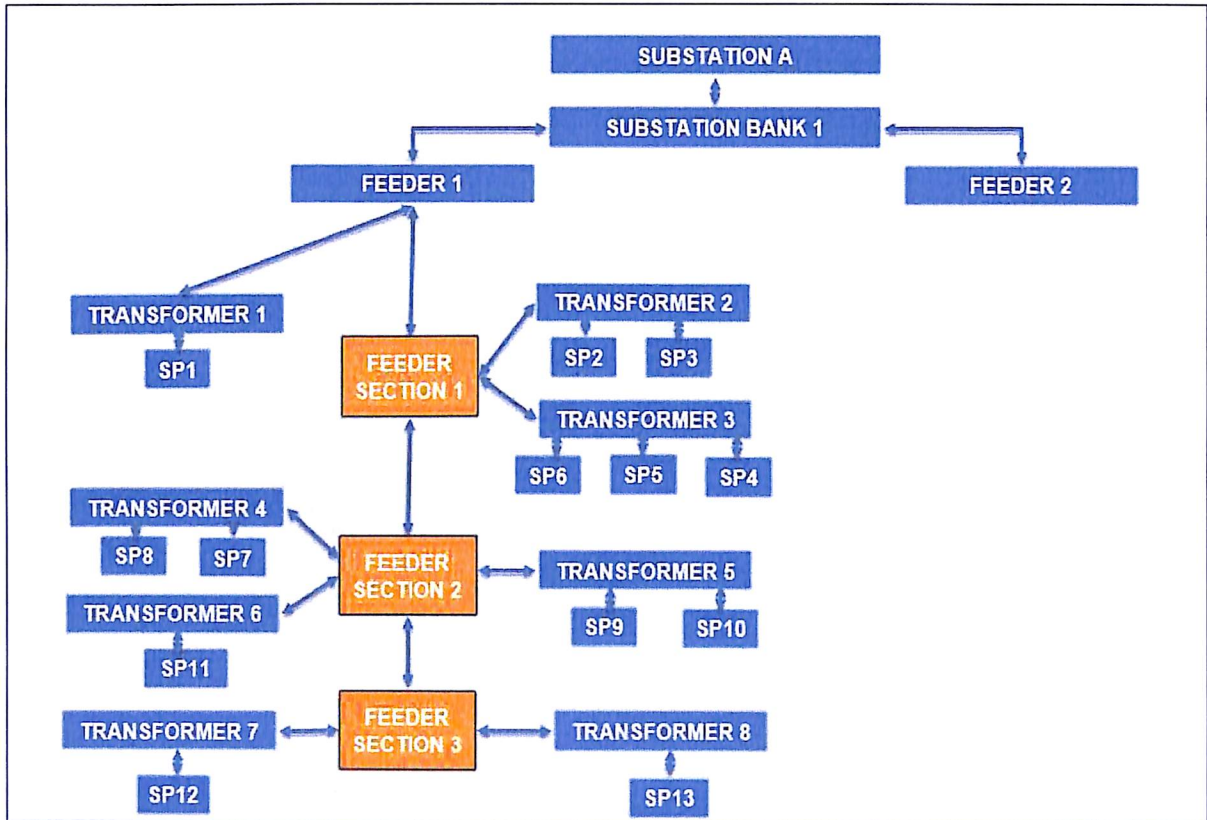 SUBSTATION A
SUBSTATION BANK 1
FEEDER 1
FEEDER 2
TRANSFORMER 1
SP1
FEEDER
SECTION 1
TRANSFORMER 2
SP2
SP3
TRANSFORMER 3
SP6
SP5
SP4
TRANSFORMER 4
SP8
SP7
FEEDER
SECTION 2
TRANSFORMER 5
SP9
SP10
TRANSFORMER 6
SP11
TRANSFORMER 7
SP12
FEEDER
SECTION 3
TRANSFORMER 8
SP13